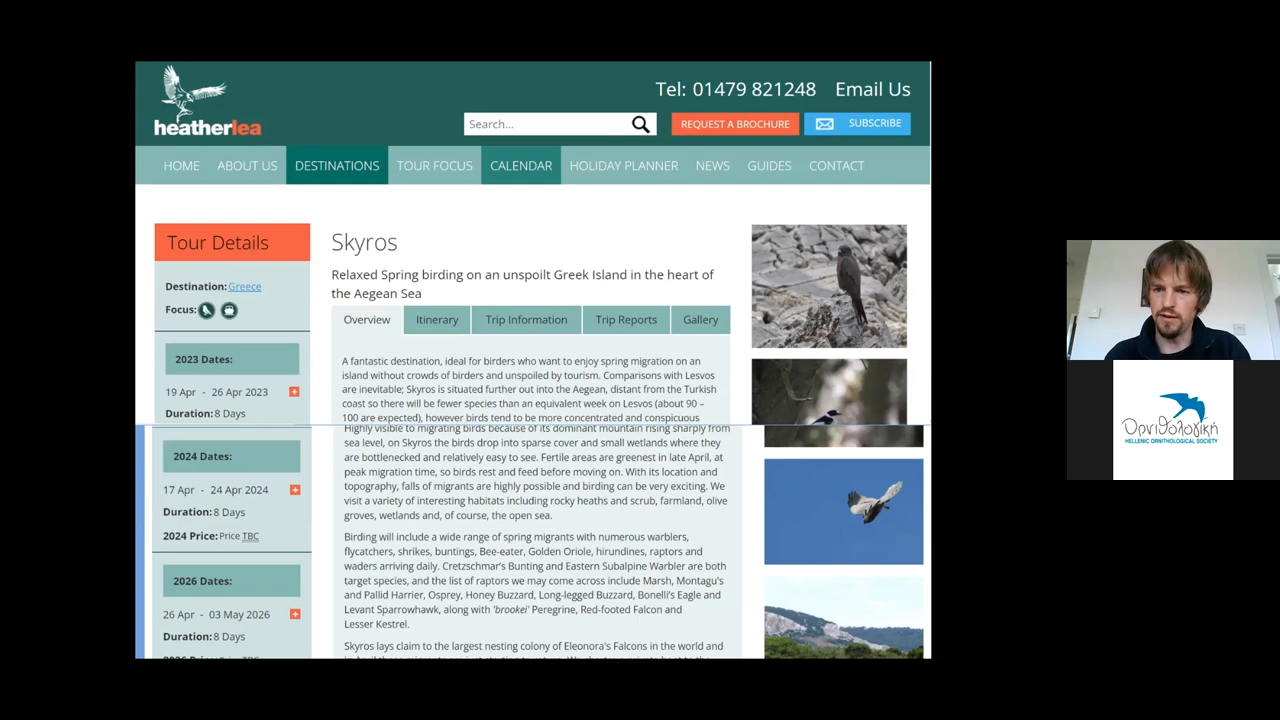 heatherlea
Tel: 01479 821248 Email Us
Search...
REQUEST A BROCHURE
SUBSCRIBE
HOME ABOUT US DESTINATIONS TOUR FOCUS CALENDAR HOLIDAY PLANNER NEWS GUIDES CONTACT
Tour Details
Destination: Greece
Focus:
2023 Dates:
19 Apr - 26 Apr 2023
Duration: 8 Days
2024 Dates:
17 Apr - 24 Apr 2024
Duration: 8 Days
2024 Price: Price TBC
2026 Dates:
26 Apr - 03 May 2026
Duration: 8 Days
2026 Price: Price TBC
Skyros
Relaxed Spring birding on an unspoilt Greek Island in the heart of
the Aegean Sea
Overview Itinerary Trip Information Trip Reports Gallery
A fantastic destination, ideal for birders who want to enjoy spring migration on an
island without crowds of birders and unspoiled by tourism. Comparisons with Lesvos
are inevitable; Skyros is situated further out into the Aegean, distant from the Turkish
coast so there will be fewer species than an equivalent week on Lesvos (about 90 –
100 are expected), however birds tend to be more concentrated and conspicuous
Highly visible to migrating birds because of its dominant mountain rising sharply from
sea level, on Skyros the birds drop into sparse cover and small wetlands where they
are bottlenecked and relatively easy to see. Fertile areas are greenest in late April, at
peak migration time, so birds rest and feed before moving on. With its location and
topography, falls of migrants are highly possible and birding can be very exciting. We
visit a variety of interesting habitats including rocky heaths and scrub, farmland, olive
groves, wetlands and, of course, the open sea.
Birding will include a wide range of spring migrants with numerous warblers,
flycatchers, shrikes, buntings, Bee-eater, Golden Oriole, hirundines, raptors and
waders arriving daily. Cretzschmar's Bunting and Eastern Subalpine Warbler are both
target species, and the list of raptors we may come across include Marsh, Montagu's
and Pallid Harrier, Osprey, Honey Buzzard, Long-legged Buzzard, Bonelli's Eagle and
Levant Sparrowhawk, along with 'brookei' Peregrine, Red-footed Falcon and
Lesser Kestrel.
Skyros lays claim to the largest nesting colony of Eleonora's Falcons in the world and
Ορνιθολογική
HELLENIC ORNITHOLOGICAL SOCIETY